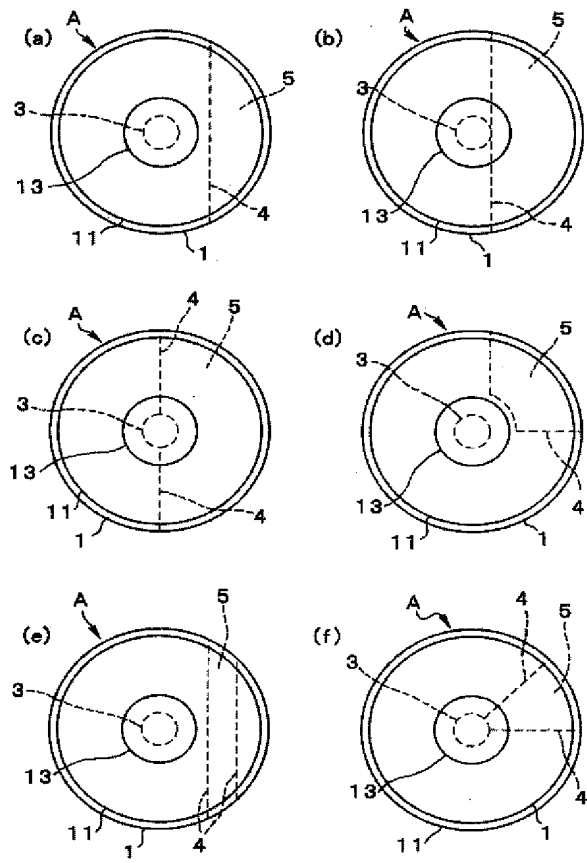 (a) A 5 3 13 11 1 4
(b) A 5 3 13 11 1 4
(c) A 4 5 3 13 11 1 4
(d) A 5 3 13 11 1 4
(e) A 5 3 13 11 1 4
(f) A 4 5 3 13 11 1 4